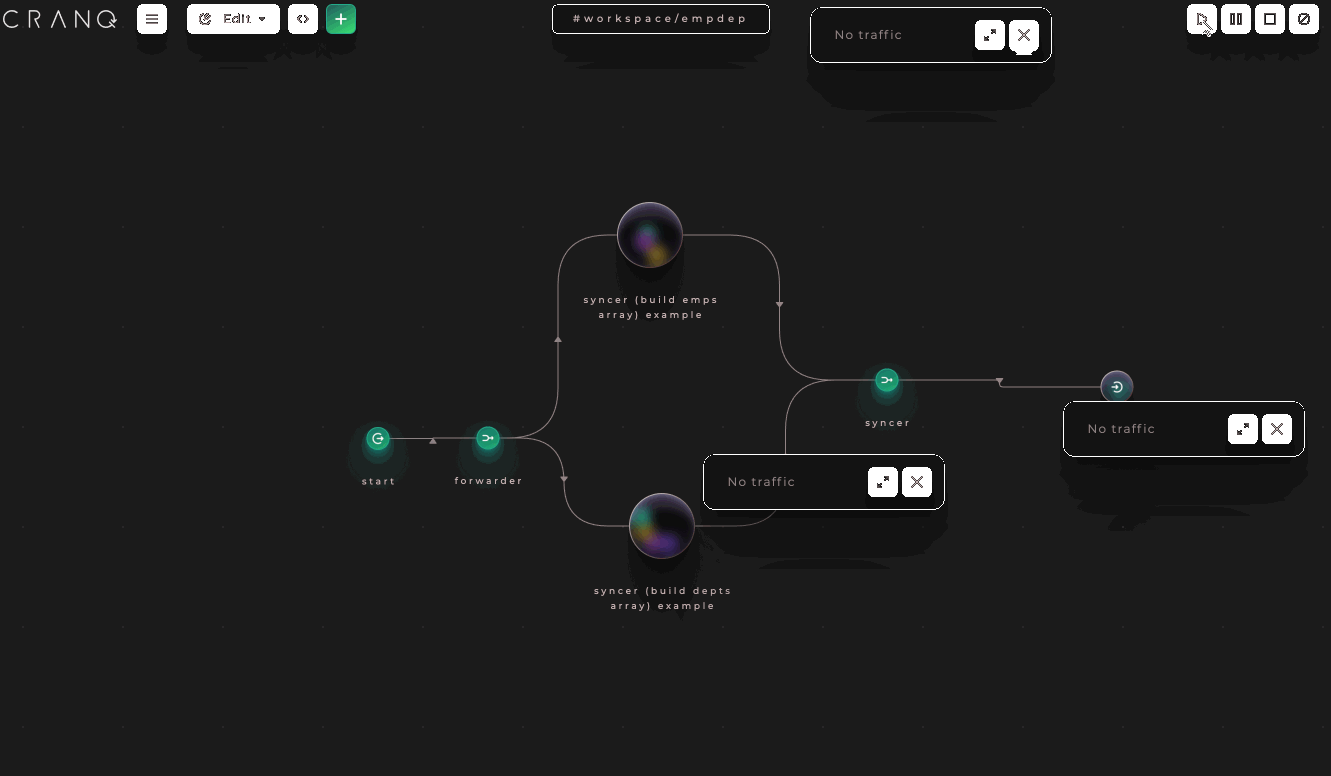 CRANQ
Edit
#workspace/empdep
No traffic
syncer (build emps
array) example
syncer
No traffic
start
forwarder
No traffic
syncer (build depts
array) example